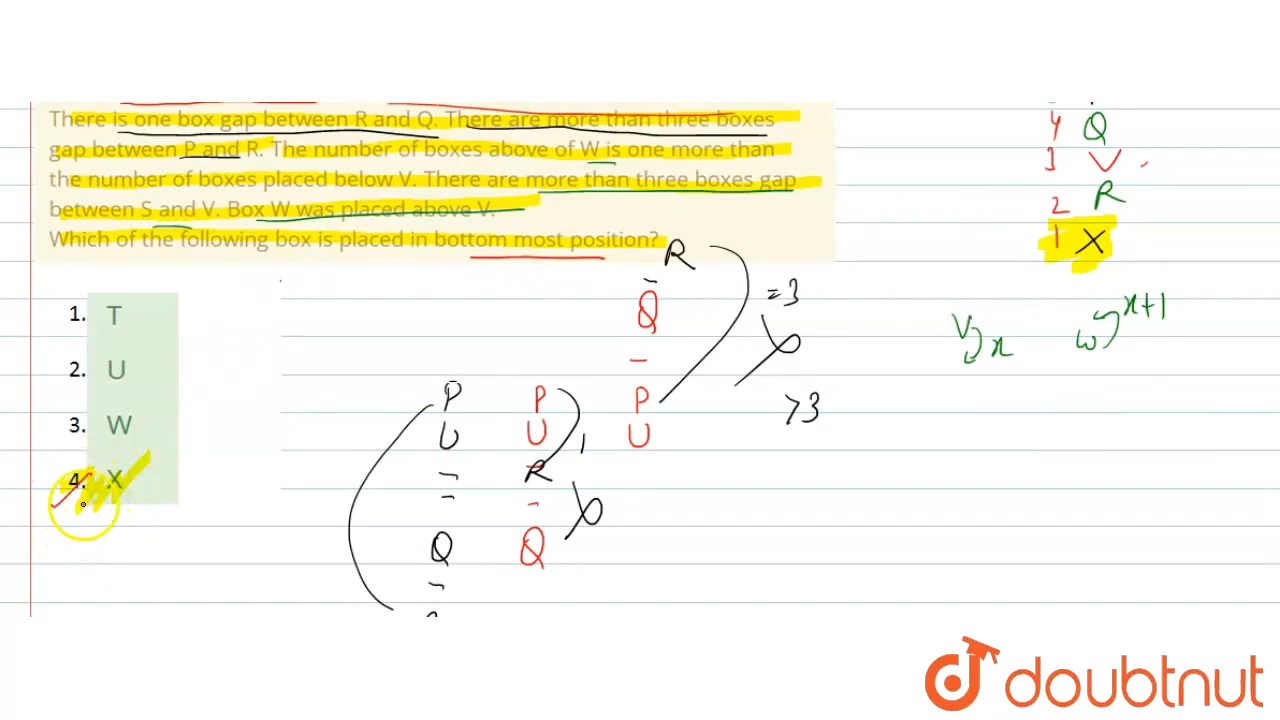 There is one box gap between R and Q. There are more than three boxes
gap between P and R. The number of boxes above of W is one more than
the number of boxes placed below V. There are more than three boxes gap
between S and V. Box W was placed above V.
Which of the following box is placed in bottom most position?
1. T
2. U
3. W
4. X
4 Q
3 V
2 R
1 X
R
Q
P
U
= 3
> 3
P
U
R
Q
P
U
Q
V x
W x+1
doubtnut